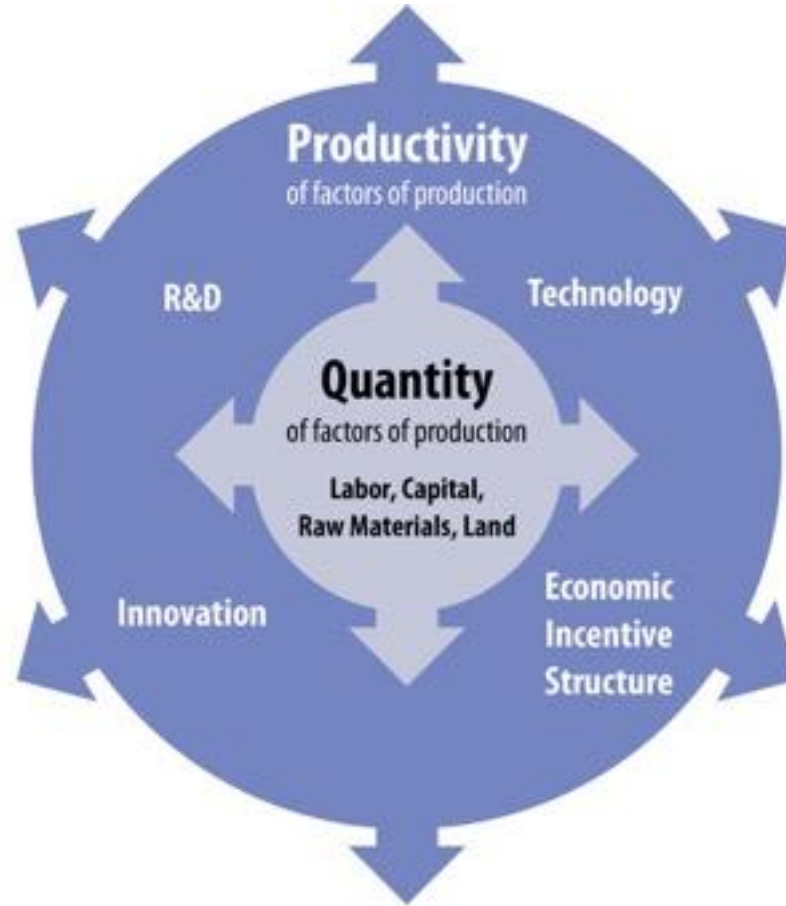 Productivity
of factors of production
R&D
Technology
Quantity
of factors of production
Labor, Capital,
Raw Materials, Land
Innovation
Economic
Incentive
Structure